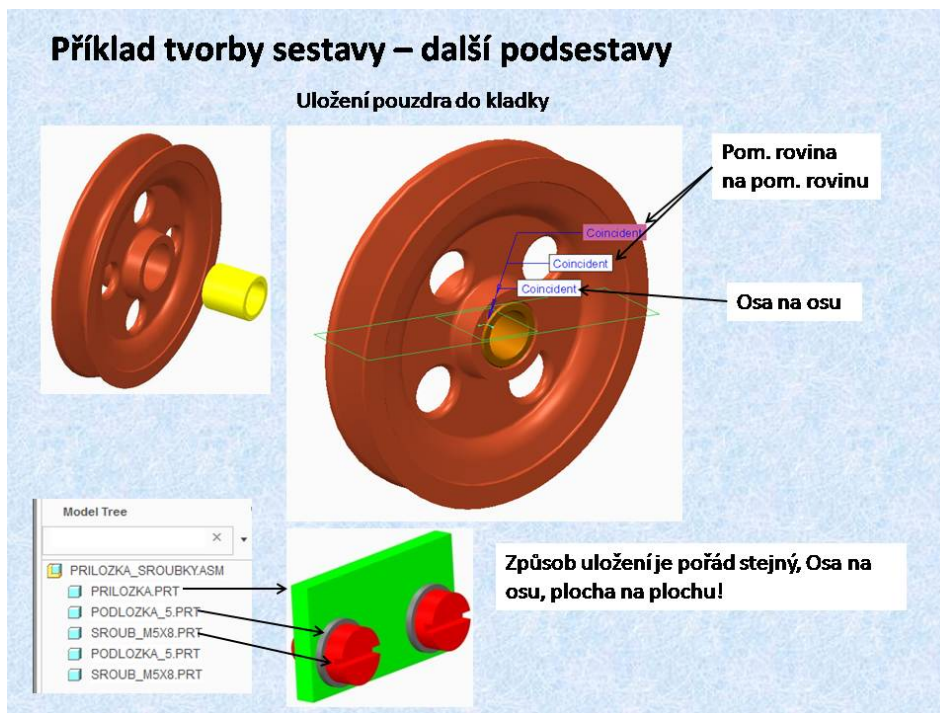 Příklad tvorby sestavy – další podsestavy
Uložení pouzdra do kladky
Pom. rovina
na pom. rovinu
Coincident
Coincident
Coincident
Osa na osu
Model Tree
PRILOZKA_SROUBKY.ASM
PRILOZKA.PRT
PODLOZKA_5.PRT
SROUB_M5X8.PRT
PODLOZKA_5.PRT
SROUB_M5X8.PRT
Způsob uložení je pořád stejný, Osa na
osu, plocha na plochu!